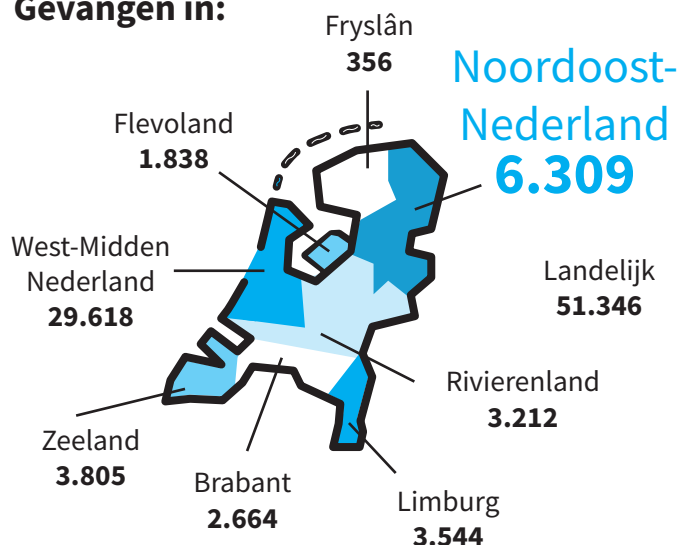 Gevangen in:
Fryslân
356
Noordoost-
Nederland
6.309
Flevoland
1.838
West-Midden
Nederland
29.618
Landelijk
51.346
Rivierenland
3.212
Zeeland
3.805
Brabant
2.664
Limburg
3.544